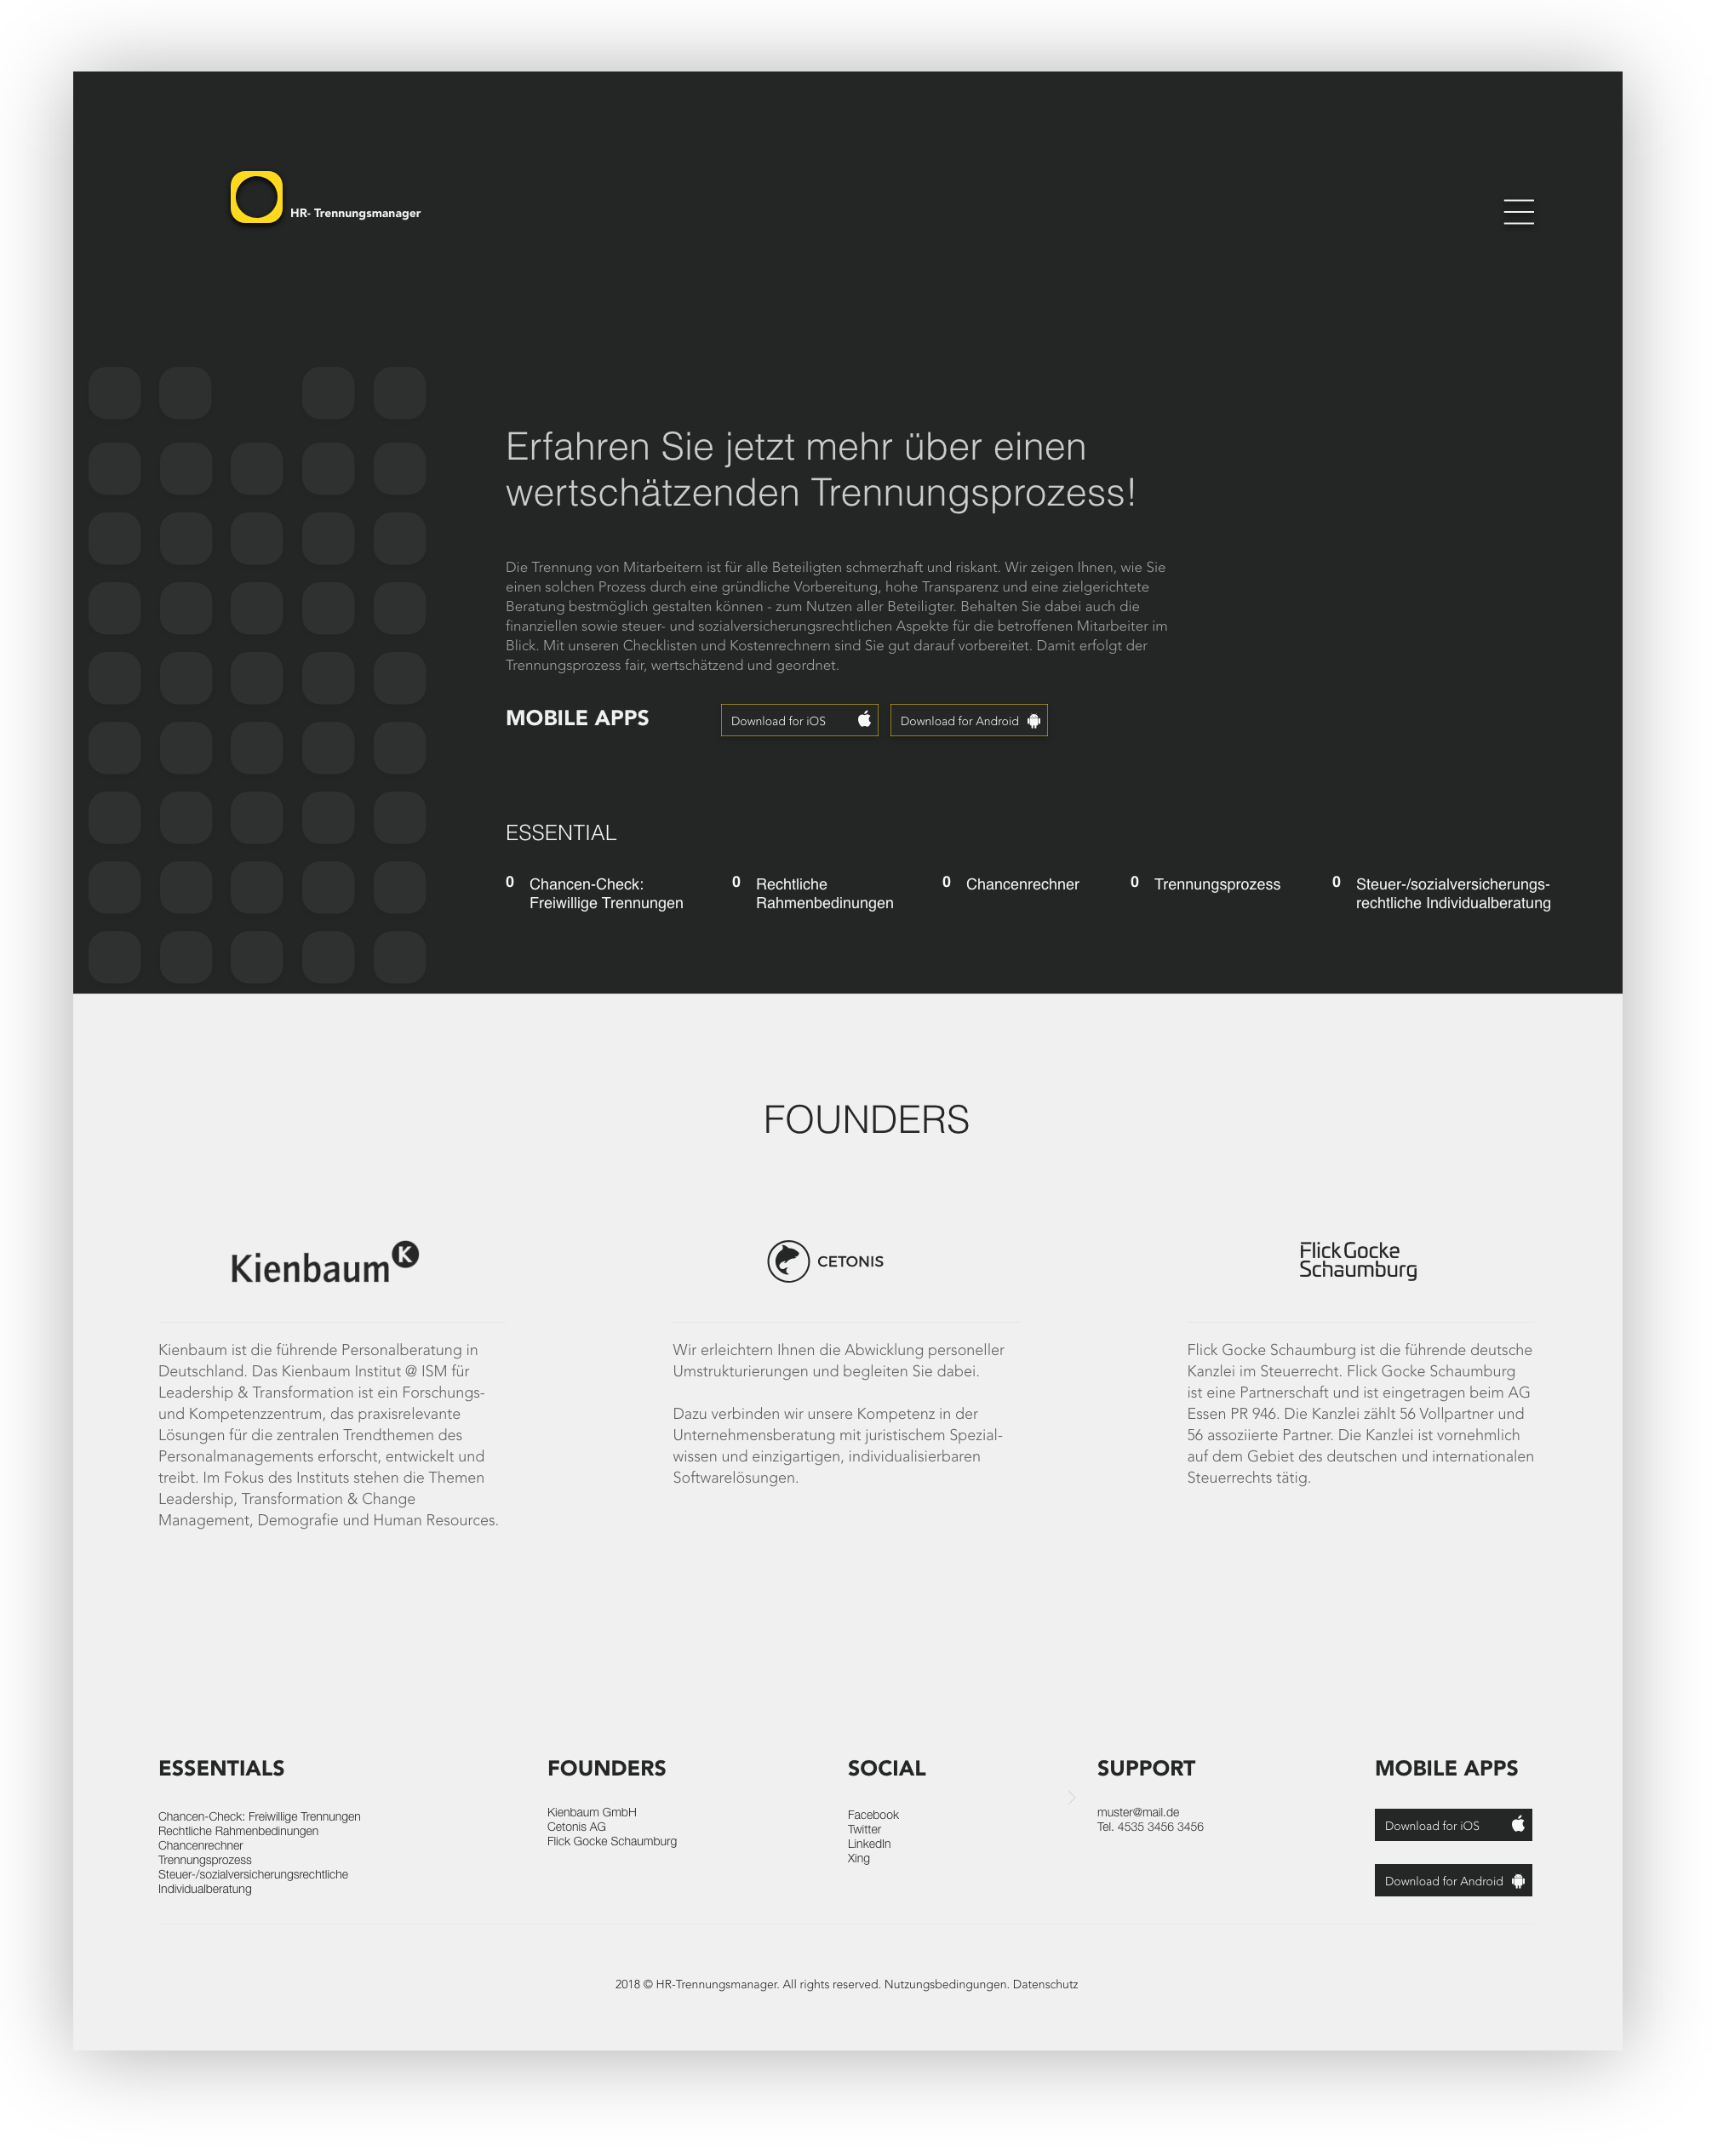 HR- Trennungsmanager
Erfahren Sie jetzt mehr über einen
wertschätzenden Trennungsprozess!
Die Trennung von Mitarbeitern ist für alle Beteiligten schmerzhaft und riskant. Wir zeigen Ihnen, wie Sie
einen solchen Prozess durch eine gründliche Vorbereitung, hohe Transparenz und eine zielgerichtete
Beratung bestmöglich gestalten können - zum Nutzen aller Beteiligter. Behalten Sie dabei auch die
finanziellen sowie steuer- und sozialversicherungsrechtlichen Aspekte für die betroffenen Mitarbeiter im
Blick. Mit unseren Checklisten und Kostenrechnern sind Sie gut darauf vorbereitet. Damit erfolgt der
Trennungsprozess fair, wertschätzend und geordnet.
MOBILE APPS
Download for iOS
Download for Android
ESSENTIAL
0 Chancen-Check:
Freiwillige Trennungen
0 Rechtliche
Rahmenbedinungen
0 Chancenrechner
0 Trennungsprozess
0 Steuer-/sozialversicherungs-
rechtliche Individualberatung
FOUNDERS
Kienbaum K
Kienbaum ist die führende Personalberatung in
Deutschland. Das Kienbaum Institut @ ISM für
Leadership & Transformation ist ein Forschungs-
und Kompetenzzentrum, das praxisrelevante
Lösungen für die zentralen Trendthemen des
Personalmanagements erforscht, entwickelt und
treibt. Im Fokus des Instituts stehen die Themen
Leadership, Transformation & Change
Management, Demografie und Human Resources.
CETONIS
Wir erleichtern Ihnen die Abwicklung personeller
Umstrukturierungen und begleiten Sie dabei.
Dazu verbinden wir unsere Kompetenz in der
Unternehmensberatung mit juristischem Spezial-
wissen und einzigartigen, individualisierbaren
Softwarelösungen.
Flick Gocke
Schaumburg
Flick Gocke Schaumburg ist die führende deutsche
Kanzlei im Steuerrecht. Flick Gocke Schaumburg
ist eine Partnerschaft und ist eingetragen beim AG
Essen PR 946. Die Kanzlei zählt 56 Vollpartner und
56 assoziierte Partner. Die Kanzlei ist vornehmlich
auf dem Gebiet des deutschen und internationalen
Steuerrechts tätig.
ESSENTIALS
Chancen-Check: Freiwillige Trennungen
Rechtliche Rahmenbedinungen
Chancenrechner
Trennungsprozess
Steuer-/sozialversicherungsrechtliche
Individualberatung
FOUNDERS
Kienbaum GmbH
Cetonis AG
Flick Gocke Schaumburg
SOCIAL
Facebook
Twitter
LinkedIn
Xing
SUPPORT
muster@mail.de
Tel. 4535 3456 3456
MOBILE APPS
Download for iOS
Download for Android
2018 © HR-Trennungsmanager. All rights reserved. Nutzungsbedingungen. Datenschutz